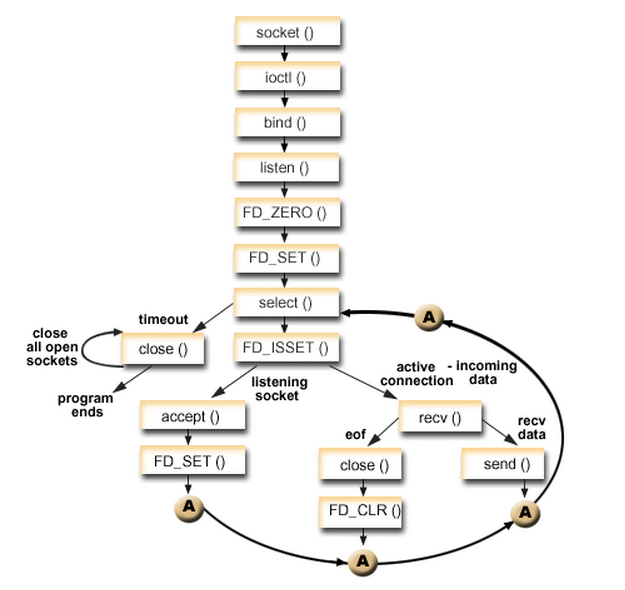 socket ()
ioctl ()
bind ()
listen ()
FD_ZERO ()
FD_SET ()
select ()
A
timeout
close
all open
sockets
close ()
FD_ISSET ()
program
ends
listening
socket
active
connection
- incoming
data
accept ()
recv ()
FD_SET ()
eof
recv
data
close ()
send ()
A
FD_CLR ()
A
A